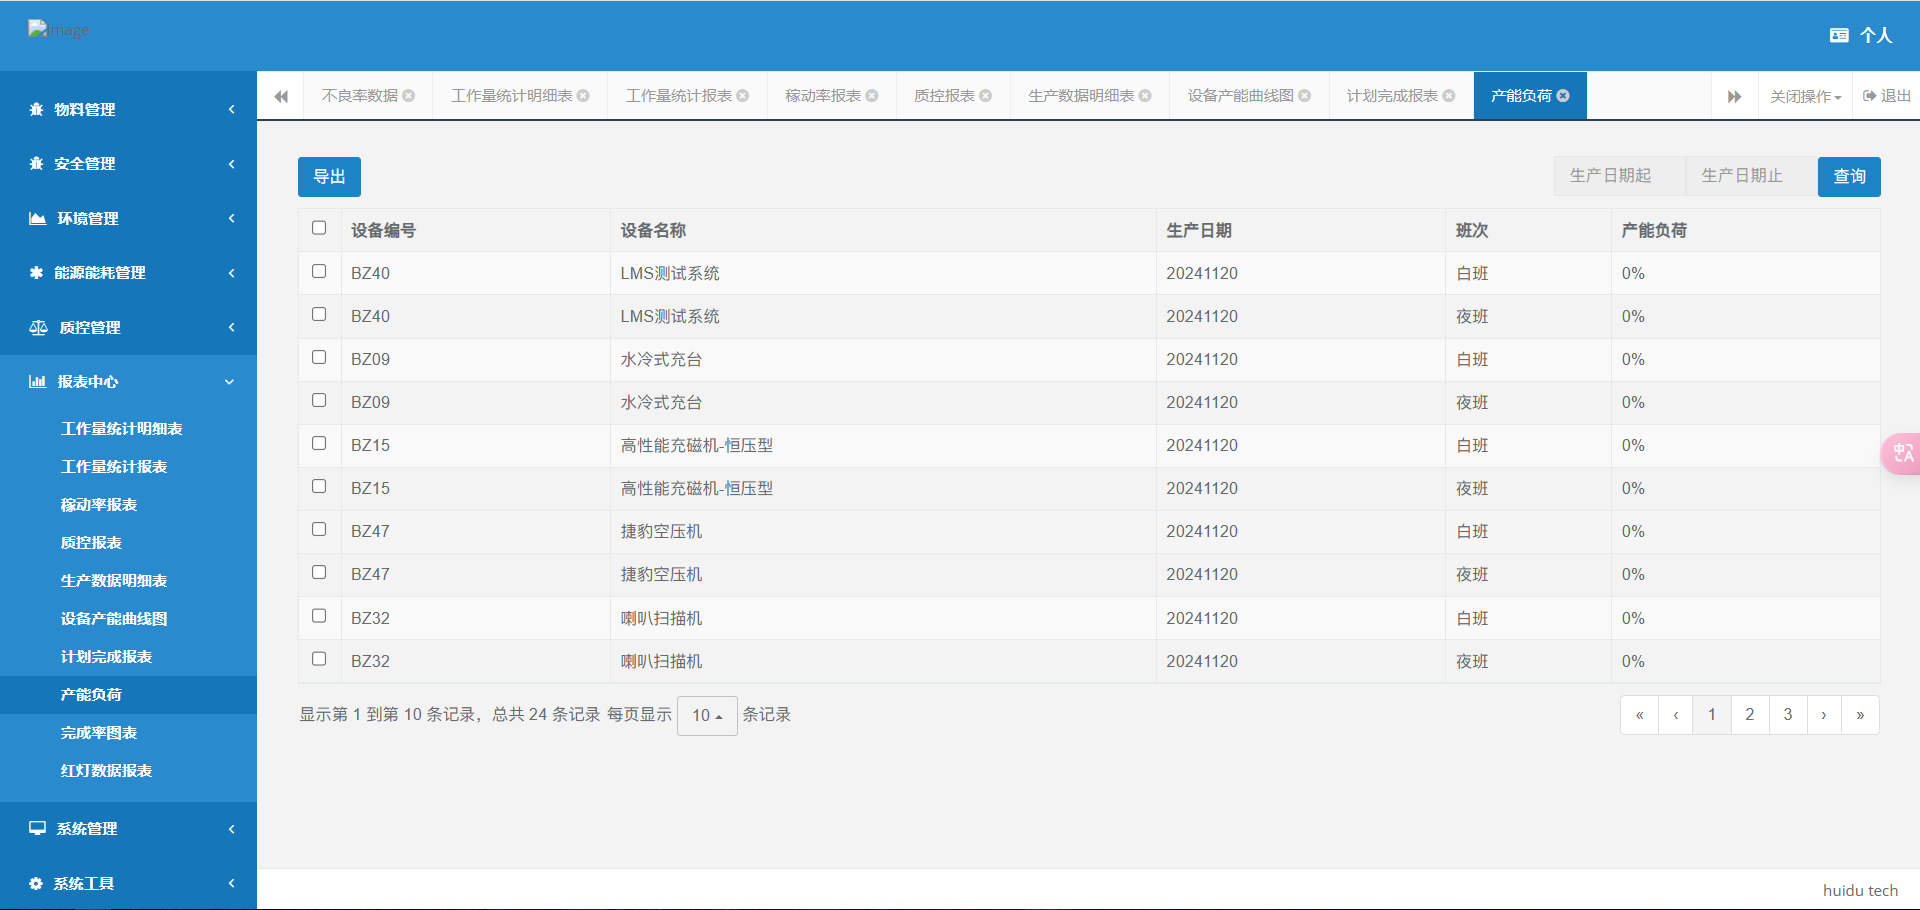 Image
个人
不良率数据 工作量统计明细表 工作量统计报表 稼动率报表 质控报表 生产数据明细表 设备产能曲线图 计划完成报表 产能负荷 关闭操作 退出
物料管理
安全管理
环境管理
能源能耗管理
质控管理
报表中心
工作量统计明细表
工作量统计报表
稼动率报表
质控报表
生产数据明细表
设备产能曲线图
计划完成报表
产能负荷
完成率图表
红灯数据报表
系统管理
系统工具
导出 生产日期起 生产日期止 查询
设备编号 设备名称 生产日期 班次 产能负荷
BZ40 LMS测试系统 20241120 白班 0%
BZ40 LMS测试系统 20241120 夜班 0%
BZ09 水冷式充台 20241120 白班 0%
BZ09 水冷式充台 20241120 夜班 0%
BZ15 高性能充磁机-恒压型 20241120 白班 0%
BZ15 高性能充磁机-恒压型 20241120 夜班 0%
BZ47 捷豹空压机 20241120 白班 0%
BZ47 捷豹空压机 20241120 夜班 0%
BZ32 喇叭扫描机 20241120 白班 0%
BZ32 喇叭扫描机 20241120 夜班 0%
显示第 1 到第 10 条记录，总共 24 条记录 每页显示 10 条记录
« ‹ 1 2 3 › »
中A
huidu tech